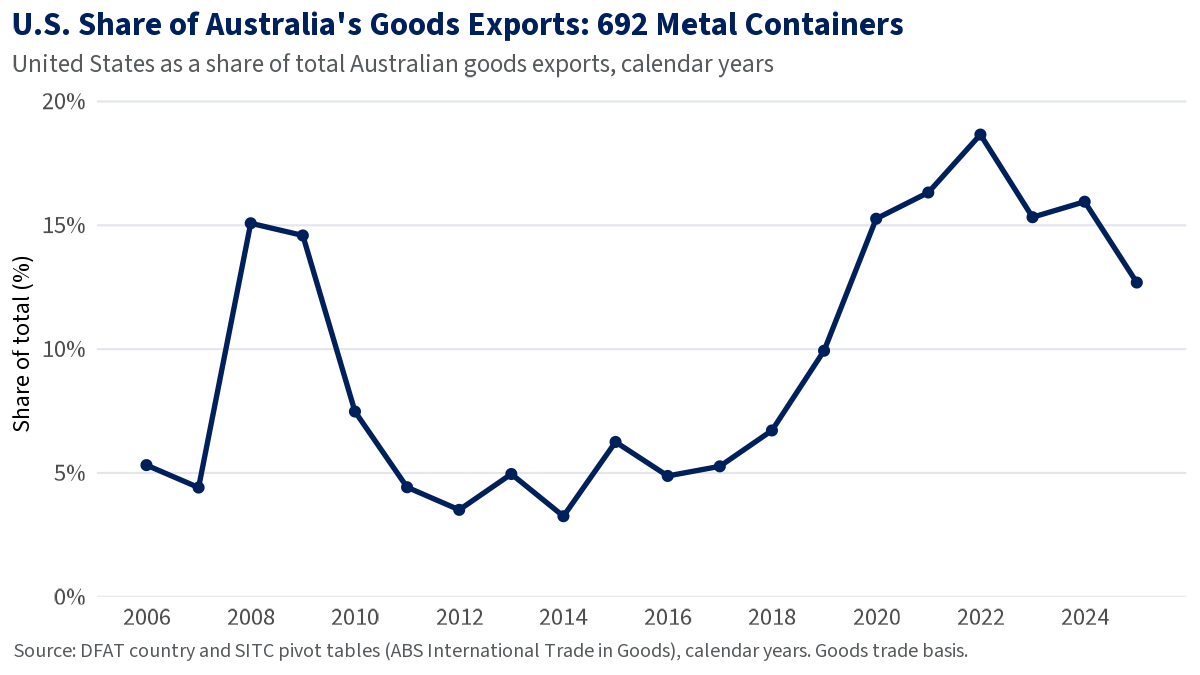 U.S. Share of Australia's Goods Exports: 692 Metal Containers
United States as a share of total Australian goods exports, calendar years
Share of total (%)
20%
15%
10%
5%
0%
2006 2008 2010 2012 2014 2016 2018 2020 2022 2024
Source: DFAT country and SITC pivot tables (ABS International Trade in Goods), calendar years. Goods trade basis.